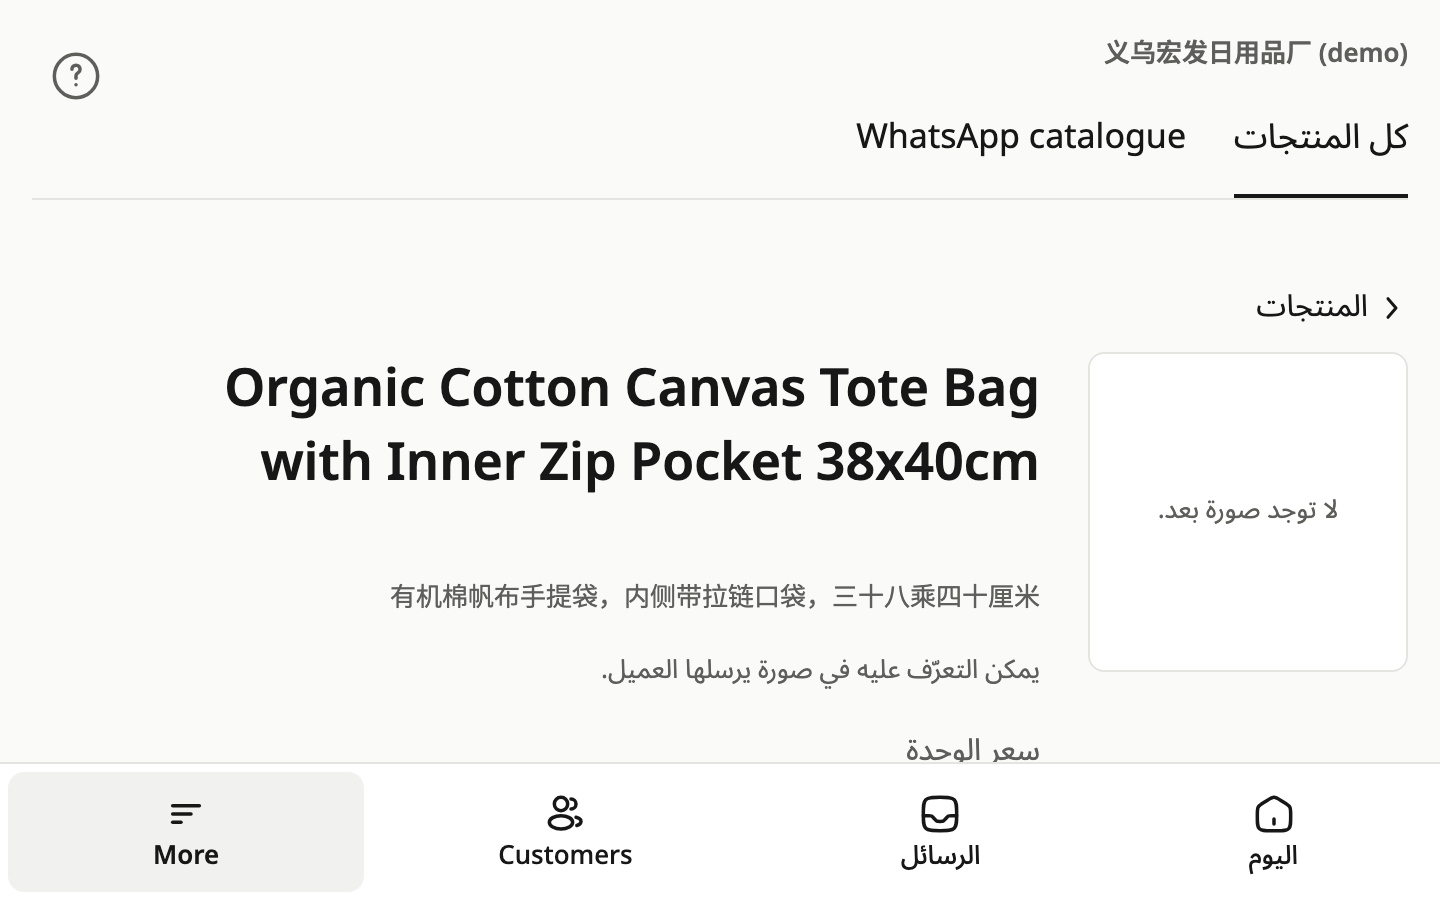 义乌宏发日用品厂 (demo)
كل المنتجات
WhatsApp catalogue
المنتجات
Organic Cotton Canvas Tote Bag
with Inner Zip Pocket 38x40cm
لا توجد صورة بعد.
有机棉帆布手提袋，内侧带拉链口袋，三十八乘四十厘米
يمكن التعرّف عليه في صورة يرسلها العميل.
سعر الوحدة
اليوم
الرسائل
Customers
More